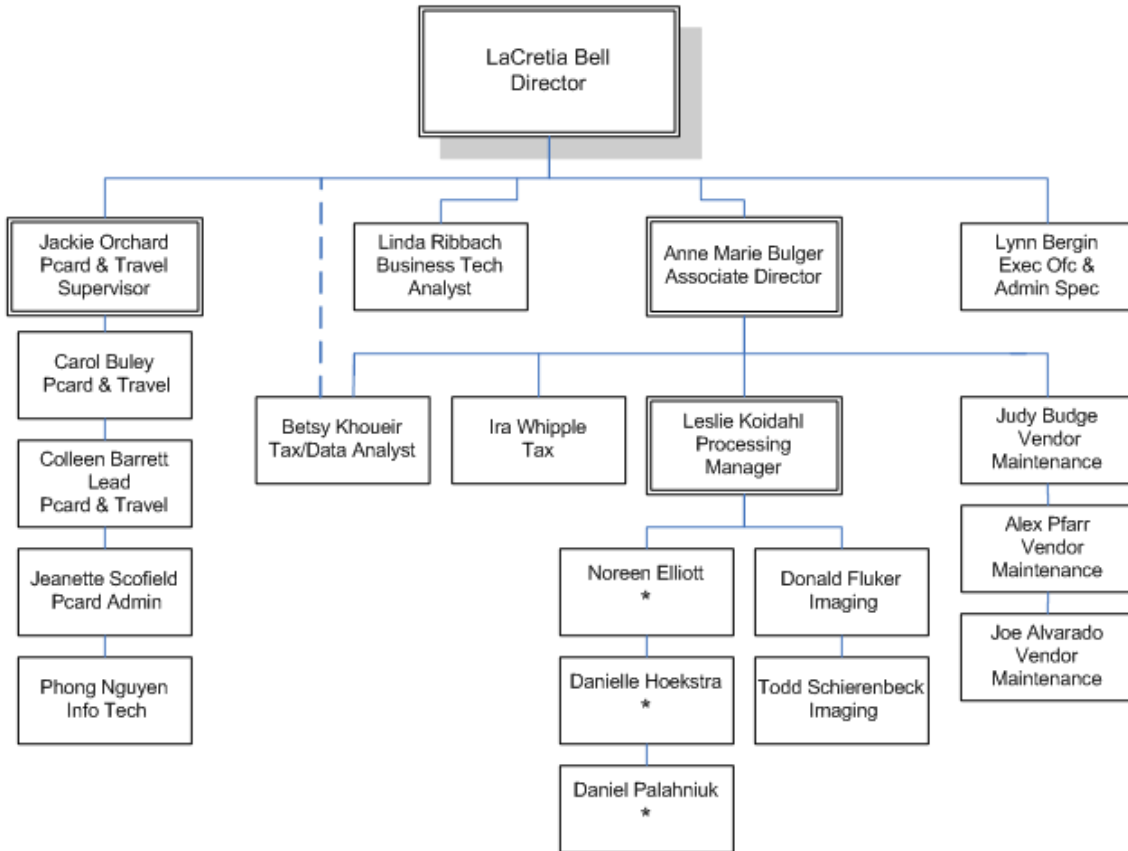 LaCretia Bell
Director
Jackie Orchard
Pcard & Travel
Supervisor
Linda Ribbach
Business Tech
Analyst
Anne Marie Bulger
Associate Director
Lynn Bergin
Exec Ofc &
Admin Spec
Carol Buley
Pcard & Travel
Colleen Barrett
Lead
Pcard & Travel
Jeanette Scofield
Pcard Admin
Phong Nguyen
Info Tech
Betsy Khoueir
Tax/Data Analyst
Ira Whipple
Tax
Leslie Koidahl
Processing
Manager
Noreen Elliott
*
Danielle Hoekstra
*
Daniel Palahniuk
*
Donald Fluker
Imaging
Todd Schierenbeck
Imaging
Judy Budge
Vendor
Maintenance
Alex Pfarr
Vendor
Maintenance
Joe Alvarado
Vendor
Maintenance